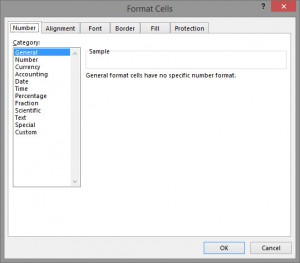 Format Cells
?
Number Alignment Font Border Fill Protection
Category:
General
Number
Currency
Accounting
Date
Time
Percentage
Fraction
Scientific
Text
Special
Custom
Sample
General format cells have no specific number format.
OK Cancel